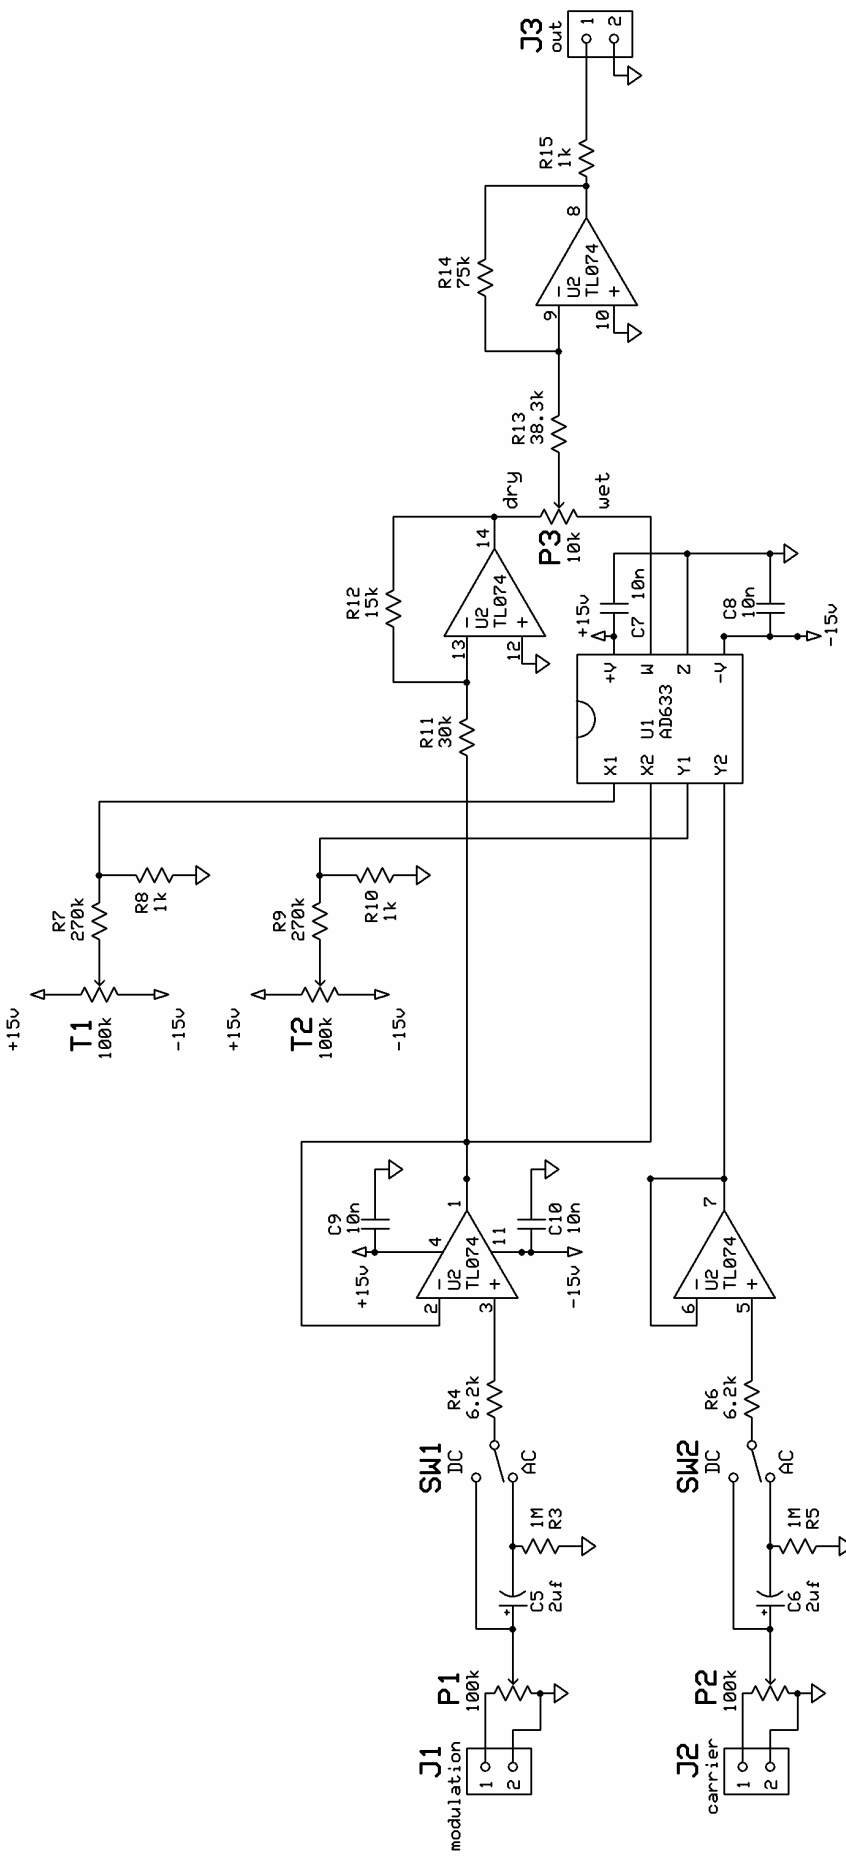 J3
out
1
2
R15
1k
R14
75k
8
9
10
−
U2
TL074
+
R13
38.3k
dry
wet
P3
10k
R12
15k
14
13
12
−
U2
TL074
+
R11
30k
+15v
C7
10n
C8
10n
-15v
+V
W
Z
-V
U1
AD633
X1
X2
Y1
Y2
R7
270k
R8
1k
R9
270k
R10
1k
+15v
T1
100k
-15v
+15v
T2
100k
-15v
C9
10n
+15v
4
1
11
2
3
−
U2
TL074
+
C10
10n
-15v
7
6
5
−
U2
TL074
+
R4
6.2k
R6
6.2k
SW1
DC
AC
SW2
DC
AC
1M
R3
1M
R5
+
C5
2uf
+
C6
2uf
P1
100k
P2
100k
J1
modulation
1
2
J2
carrier
1
2